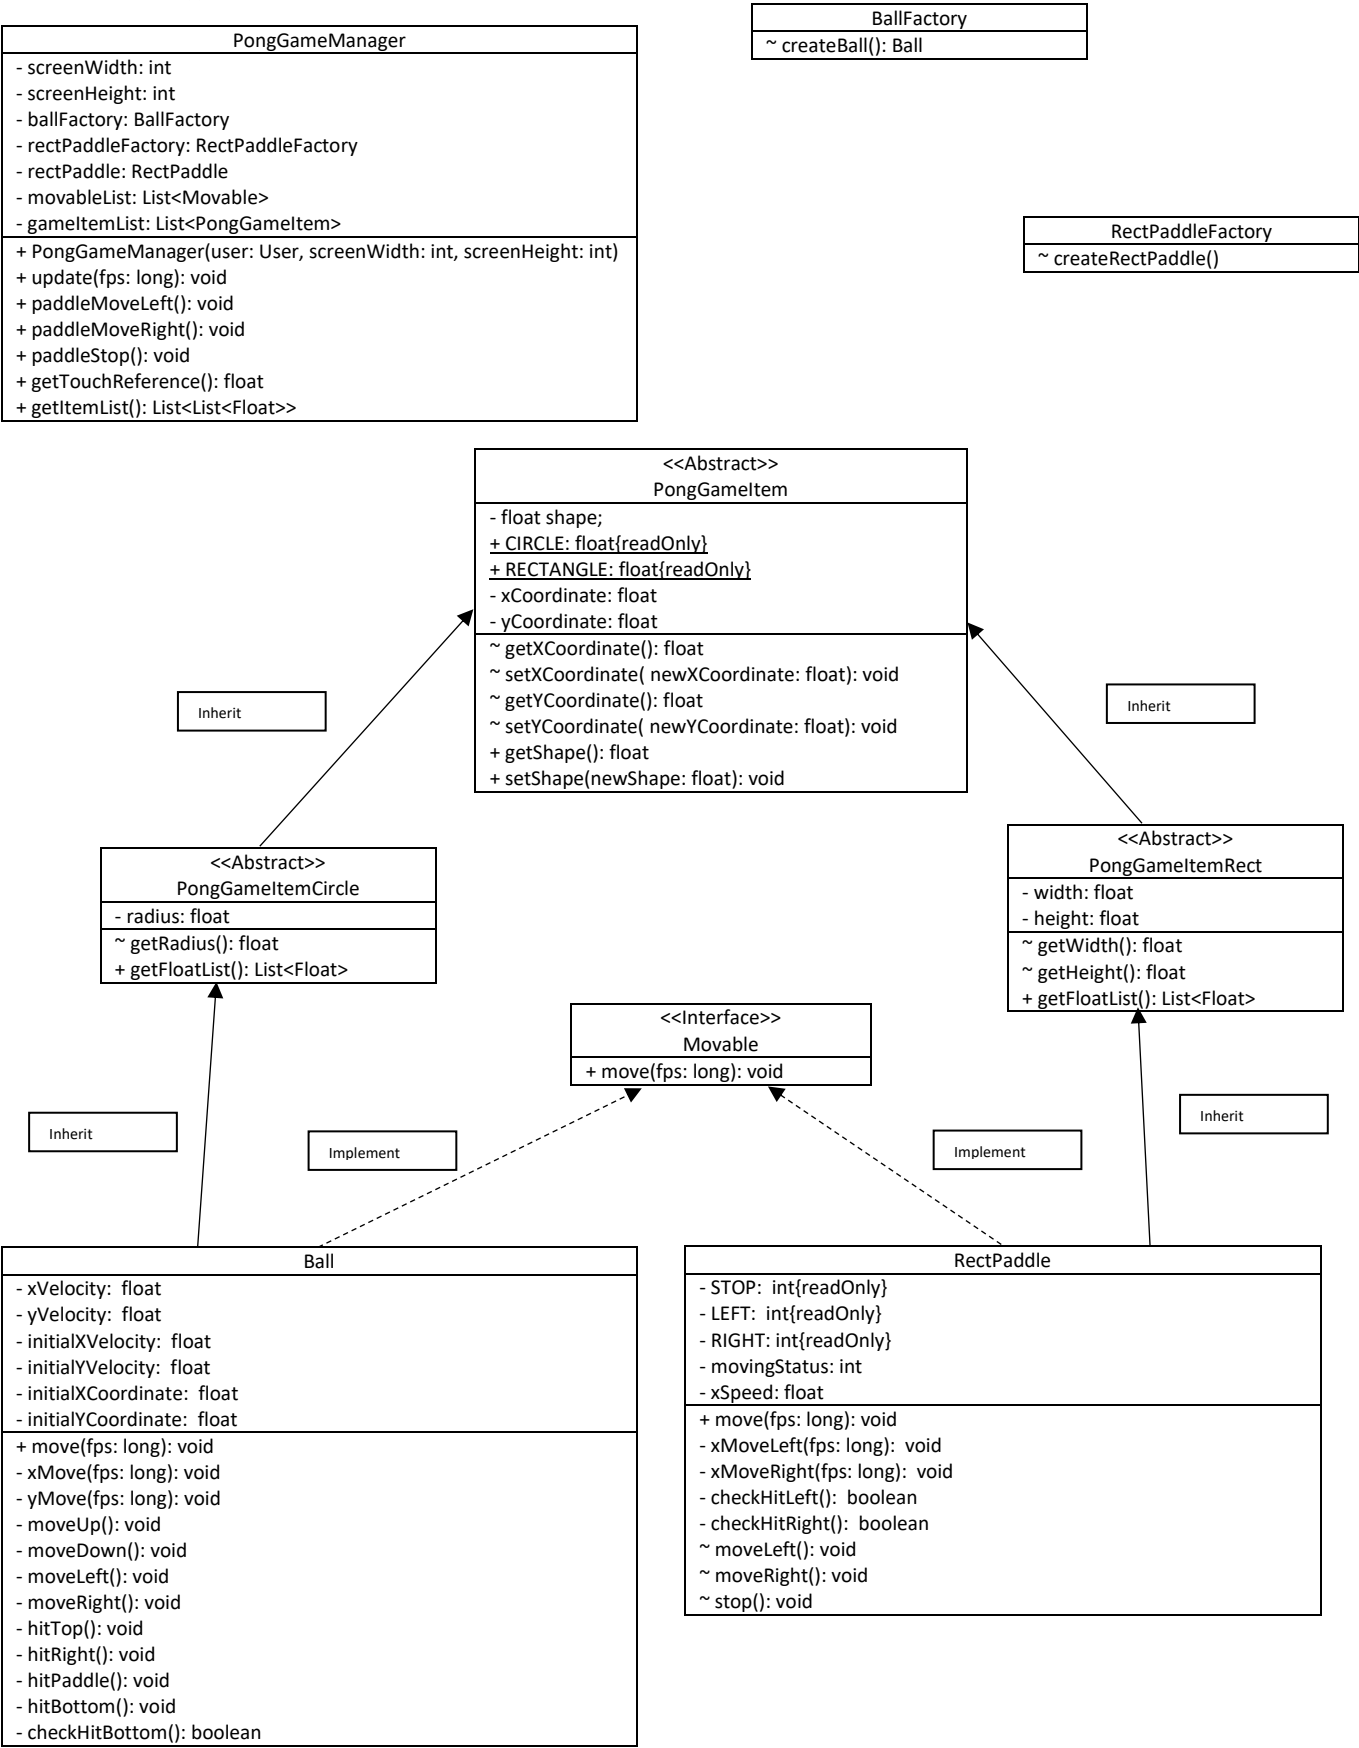 PongGameManager
- screenWidth: int
- screenHeight: int
- ballFactory: BallFactory
- rectPaddleFactory: RectPaddleFactory
- rectPaddle: RectPaddle
- movableList: List<Movable>
- gameItemList: List<PongGameItem>
+ PongGameManager(user: User, screenWidth: int, screenHeight: int)
+ update(fps: long): void
+ paddleMoveLeft(): void
+ paddleMoveRight(): void
+ paddleStop(): void
+ getTouchReference(): float
+ getItemList(): List<List<Float>>
BallFactory
~ createBall(): Ball
RectPaddleFactory
~ createRectPaddle()
<<Abstract>>
PongGameItem
- float shape;
+ CIRCLE: float{readOnly}
+ RECTANGLE: float{readOnly}
- xCoordinate: float
- yCoordinate: float
~ getXCoordinate(): float
~ setXCoordinate( newXCoordinate: float): void
~ getYCoordinate(): float
~ setYCoordinate( newYCoordinate: float): void
+ getShape(): float
+ setShape(newShape: float): void
Inherit
Inherit
<<Abstract>>
PongGameItemCircle
- radius: float
~ getRadius(): float
+ getFloatList(): List<Float>
<<Abstract>>
PongGameItemRect
- width: float
- height: float
~ getWidth(): float
~ getHeight(): float
+ getFloatList(): List<Float>
<<Interface>>
Movable
+ move(fps: long): void
Inherit
Implement
Implement
Inherit
Ball
- xVelocity:  float
- yVelocity:  float
- initialXVelocity:  float
- initialYVelocity:  float
- initialXCoordinate:  float
- initialYCoordinate:  float
+ move(fps: long): void
- xMove(fps: long): void
- yMove(fps: long): void
- moveUp(): void
- moveDown(): void
- moveLeft(): void
- moveRight(): void
- hitTop(): void
- hitRight(): void
- hitPaddle(): void
- hitBottom(): void
- checkHitBottom(): boolean
RectPaddle
- STOP:  int{readOnly}
- LEFT:  int{readOnly}
- RIGHT: int{readOnly}
- movingStatus: int
- xSpeed: float
+ move(fps: long): void
- xMoveLeft(fps: long):  void
- xMoveRight(fps: long):  void
- checkHitLeft():  boolean
- checkHitRight():  boolean
~ moveLeft(): void
~ moveRight(): void
~ stop(): void